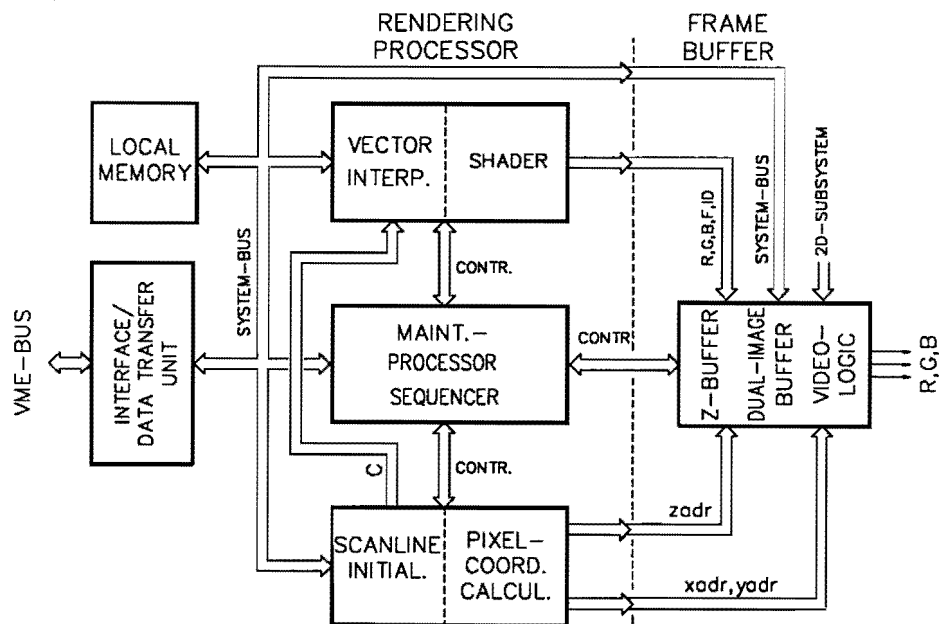 RENDERING
PROCESSOR
FRAME
BUFFER
LOCAL
MEMORY
VECTOR
INTERP.
SHADER
SYSTEM-BUS
R,G,B,F,ID
SYSTEM-BUS
2D-SUBSYSTEM
CONTR.
VME-BUS
INTERFACE/
DATA TRANSFER
UNIT
MAINT.-
PROCESSOR
SEQUENCER
CONTR.
Z-BUFFER
DUAL-IMAGE
BUFFER
VIDEO-
LOGIC
R,G,B
C
CONTR.
SCANLINE
INITIAL.
PIXEL-
COORD.
CALCUL.
zadr
xadr,yadr